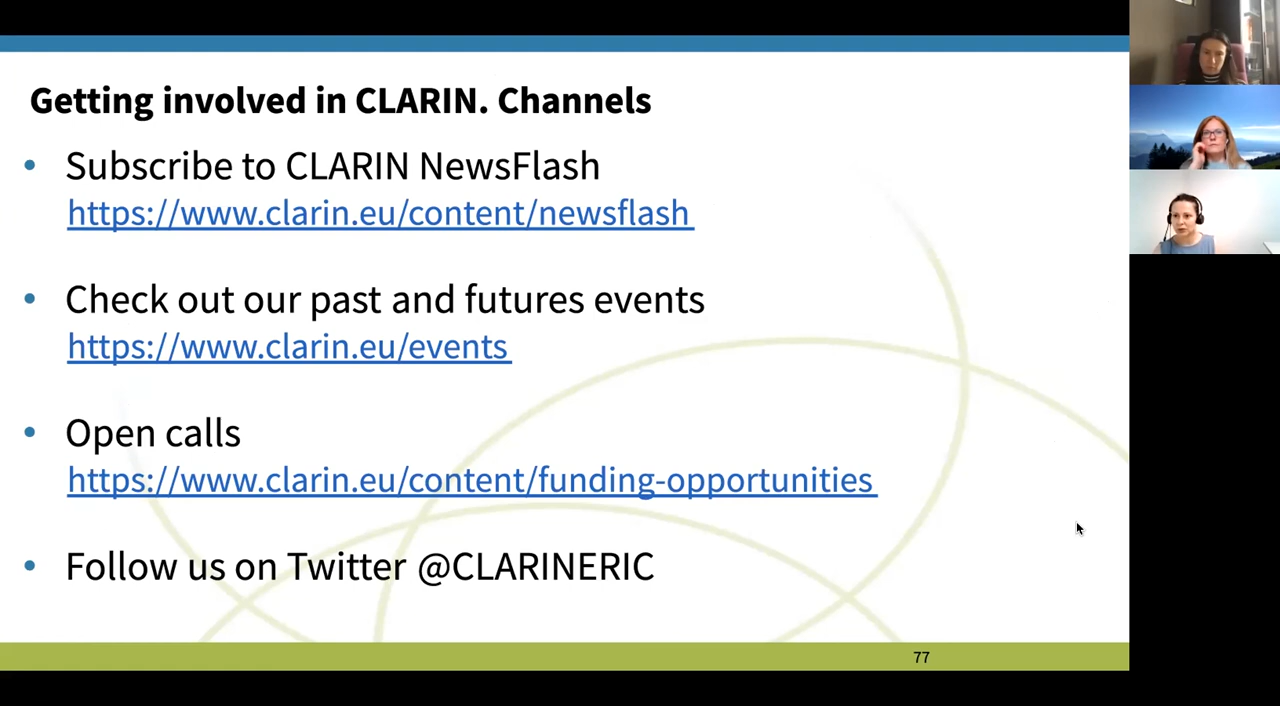 Getting involved in CLARIN. Channels
• Subscribe to CLARIN NewsFlash
https://www.clarin.eu/content/newsflash
• Check out our past and futures events
https://www.clarin.eu/events
• Open calls
https://www.clarin.eu/content/funding-opportunities
• Follow us on Twitter @CLARINERIC
77